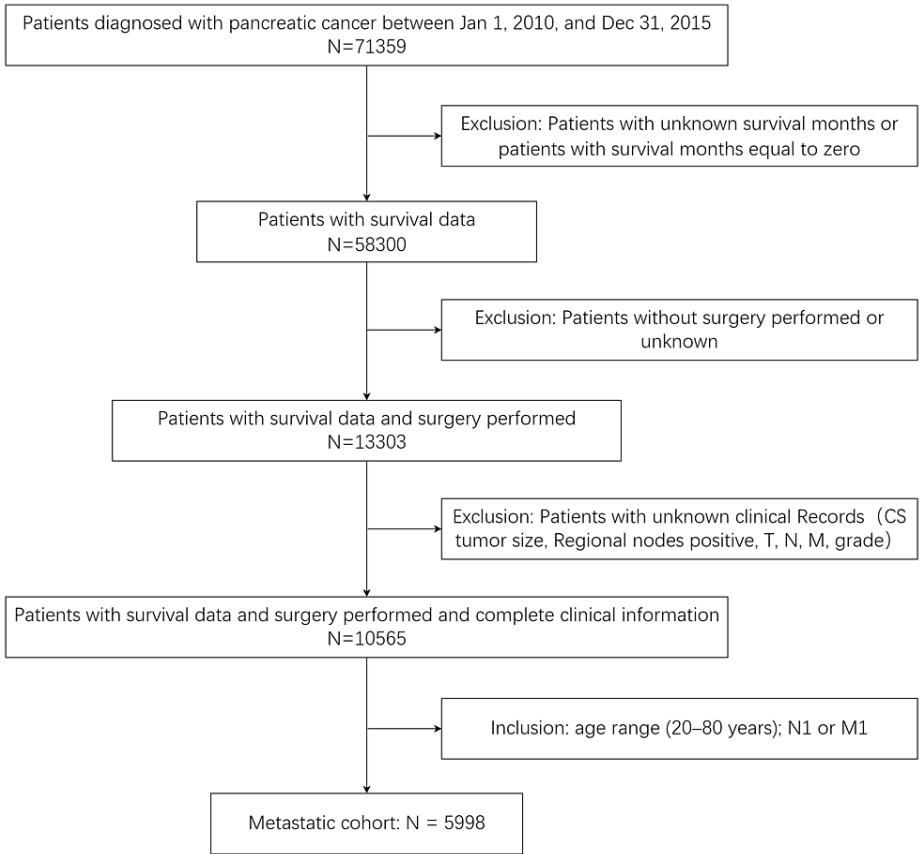 Patients diagnosed with pancreatic cancer between Jan 1, 2010, and Dec 31, 2015
N=71359
Exclusion: Patients with unknown survival months or
patients with survival months equal to zero
Patients with survival data
N=58300
Exclusion: Patients without surgery performed or
unknown
Patients with survival data and surgery performed
N=13303
Exclusion: Patients with unknown clinical Records（CS
tumor size, Regional nodes positive, T, N, M, grade）
Patients with survival data and surgery performed and complete clinical information
N=10565
Inclusion: age range (20–80 years); N1 or M1
Metastatic cohort: N = 5998